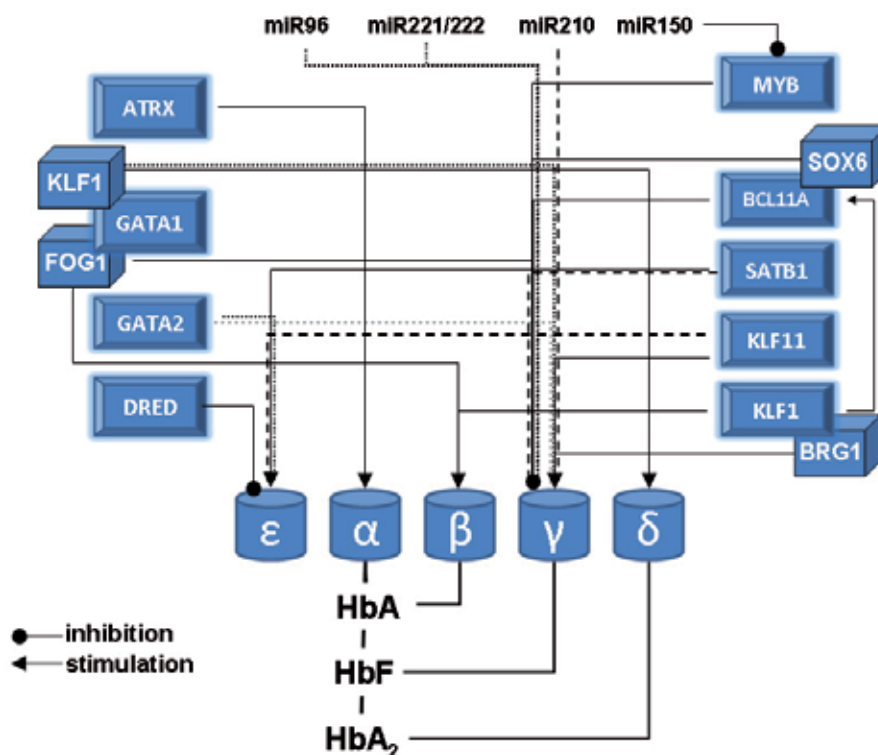 miR96 miR221/222 miR210 miR150
MYB
ATRX
SOX6
KLF1
BCL11A
GATA1
FOG1
SATB1
GATA2
KLF11
DRED
KLF1
BRG1
ε α β γ δ
HbA
inhibition
stimulation
HbF
HbA₂